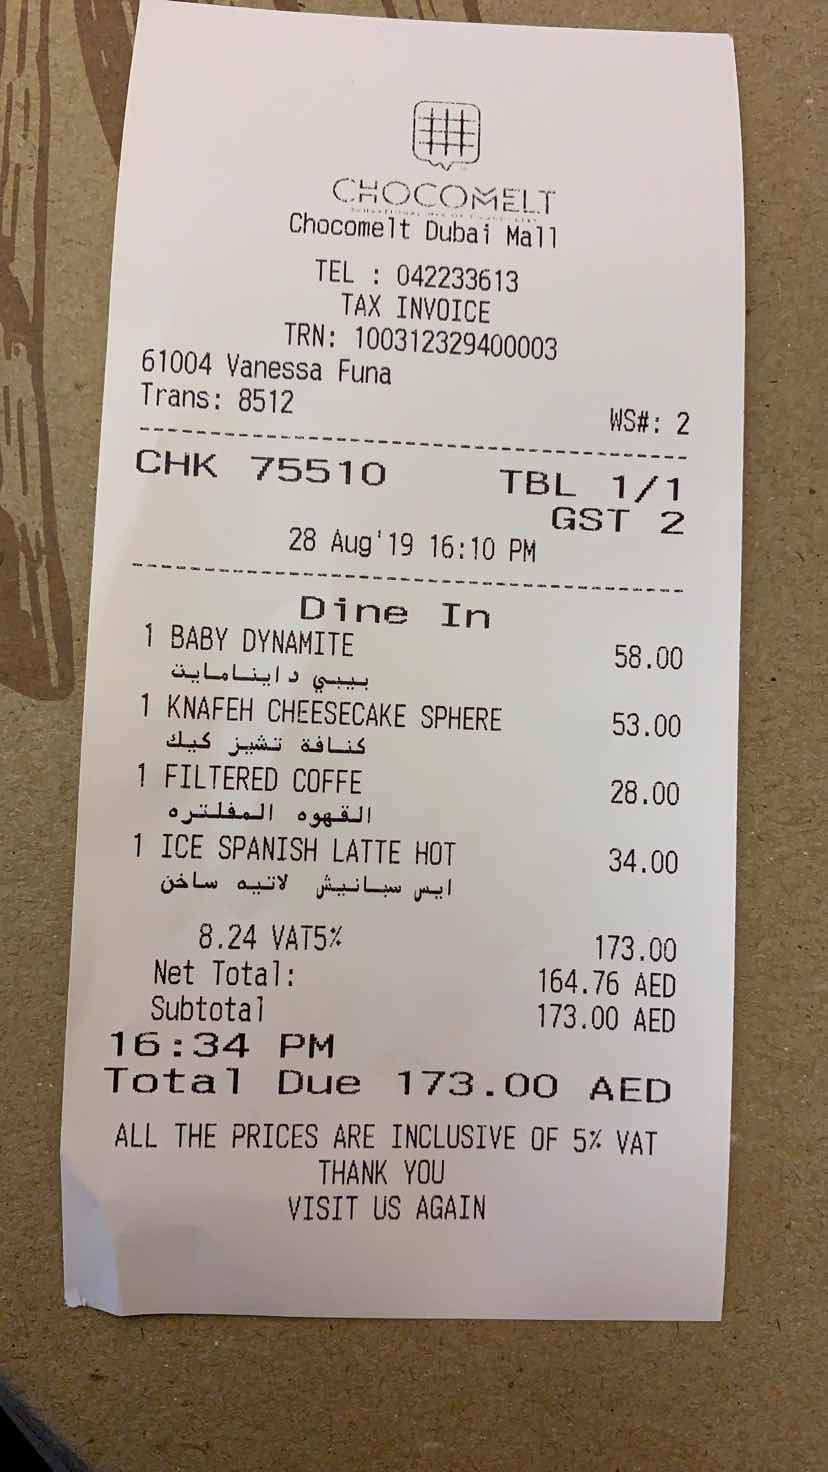 CHOCOMELT
Chocomelt Dubai Mall
TEL : 042233613
TAX INVOICE
TRN: 100312329400003
61004 Vanessa Funa
Trans: 8512 WS#: 2
CHK 75510 TBL 1/1
GST 2
28 Aug'19 16:10 PM
Dine In
1 BABY DYNAMITE 58.00
بيبي داينامايت
1 KNAFEH CHEESECAKE SPHERE 53.00
كنافة تشيز كيك
1 FILTERED COFFE 28.00
القهوه المفلتره
1 ICE SPANISH LATTE HOT 34.00
ايس سبانيش لاتيه ساخن
8.24 VAT5% 173.00
Net Total: 164.76 AED
Subtotal 173.00 AED
16:34 PM
Total Due 173.00 AED
ALL THE PRICES ARE INCLUSIVE OF 5% VAT
THANK YOU
VISIT US AGAIN